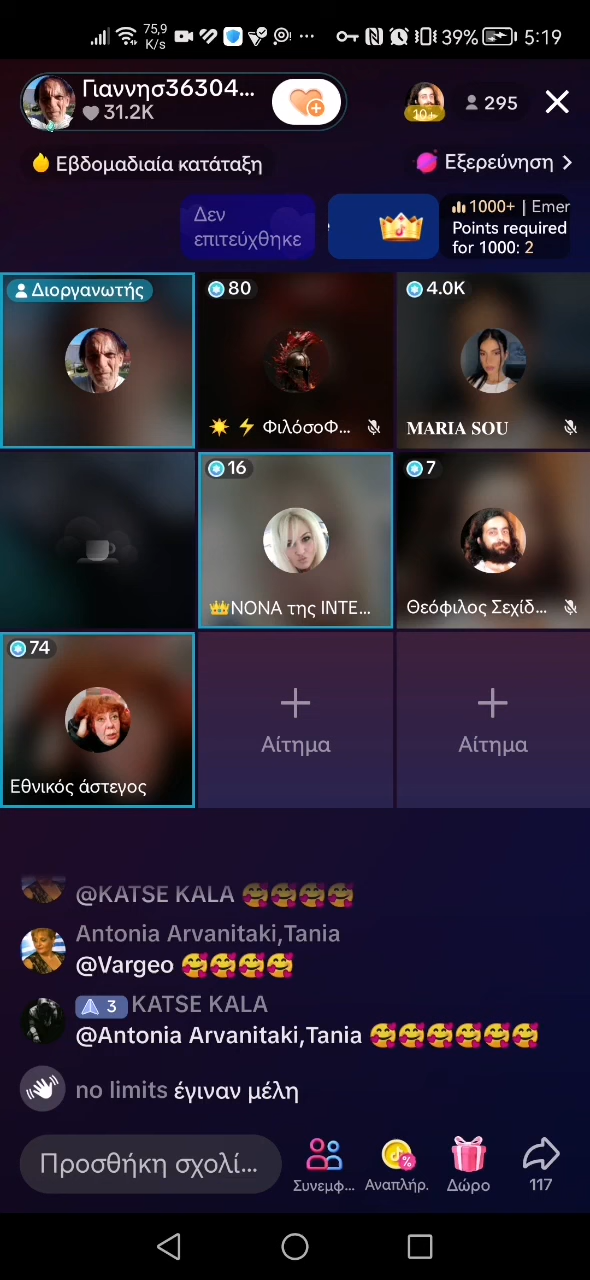 75,9
K/s
39%
5:19
Γιαννησ36304...
31.2K
10+
295
Εβδομαδιαία κατάταξη
Εξερεύνηση
Δεν
επιτεύχθηκε
1000+ | Emer
Points required
for 1000: 2
Διοργανωτής
80
ΦιλόσοΦ...
4.0K
MARIA SOU
16
NONA της INTE...
7
Θεόφιλος Σεχίδ...
74
Εθνικός άστεγος
Αίτημα
Αίτημα
@KATSE KALA 🥰🥰🥰🥰
Antonia Arvanitaki,Tania
@Vargeo 🥰🥰🥰🥰
3 KATSE KALA
@Antonia Arvanitaki,Tania 🥰🥰🥰🥰🥰🥰
no limits έγιναν μέλη
Προσθήκη σχολί...
Συνεμφ...
Αναπλήρ.
Δώρο
117